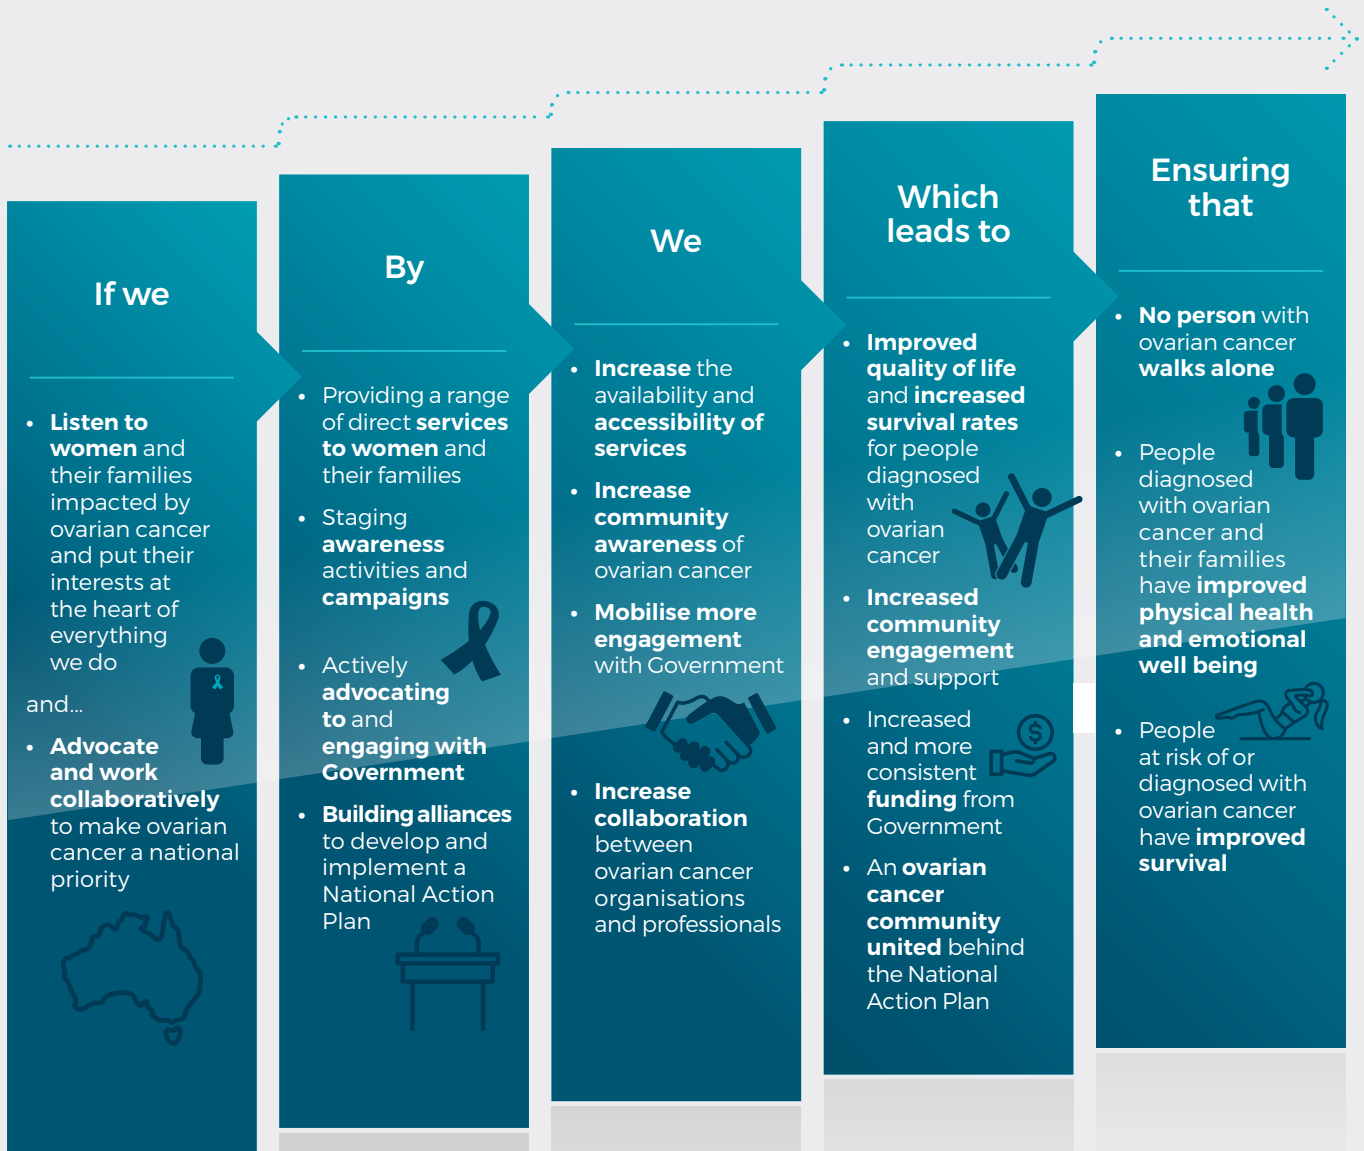 If we
• Listen to
women and
their families
impacted by
ovarian cancer
and put their
interests at
the heart of
everything
we do
and...
• Advocate
and work
collaboratively
to make ovarian
cancer a national
priority
By
• Providing a range
of direct services
to women and
their families
• Staging
awareness
activities and
campaigns
• Actively
advocating
to and
engaging with
Government
• Building alliances
to develop and
implement a
National Action
Plan
We
• Increase the
availability and
accessibility of
services
• Increase
community
awareness of
ovarian cancer
• Mobilise more
engagement
with Government
• Increase
collaboration
between
ovarian cancer
organisations
and professionals
Which
leads to
• Improved
quality of life
and increased
survival rates
for people
diagnosed
with
ovarian
cancer
• Increased
community
engagement
and support
• Increased
and more
consistent
funding from
Government
$
• An ovarian
cancer
community
united behind
the National
Action Plan
Ensuring
that
• No person with
ovarian cancer
walks alone
• People
diagnosed
with ovarian
cancer and
their families
have improved
physical health
and emotional
well being
• People
at risk of or
diagnosed with
ovarian cancer
have improved
survival